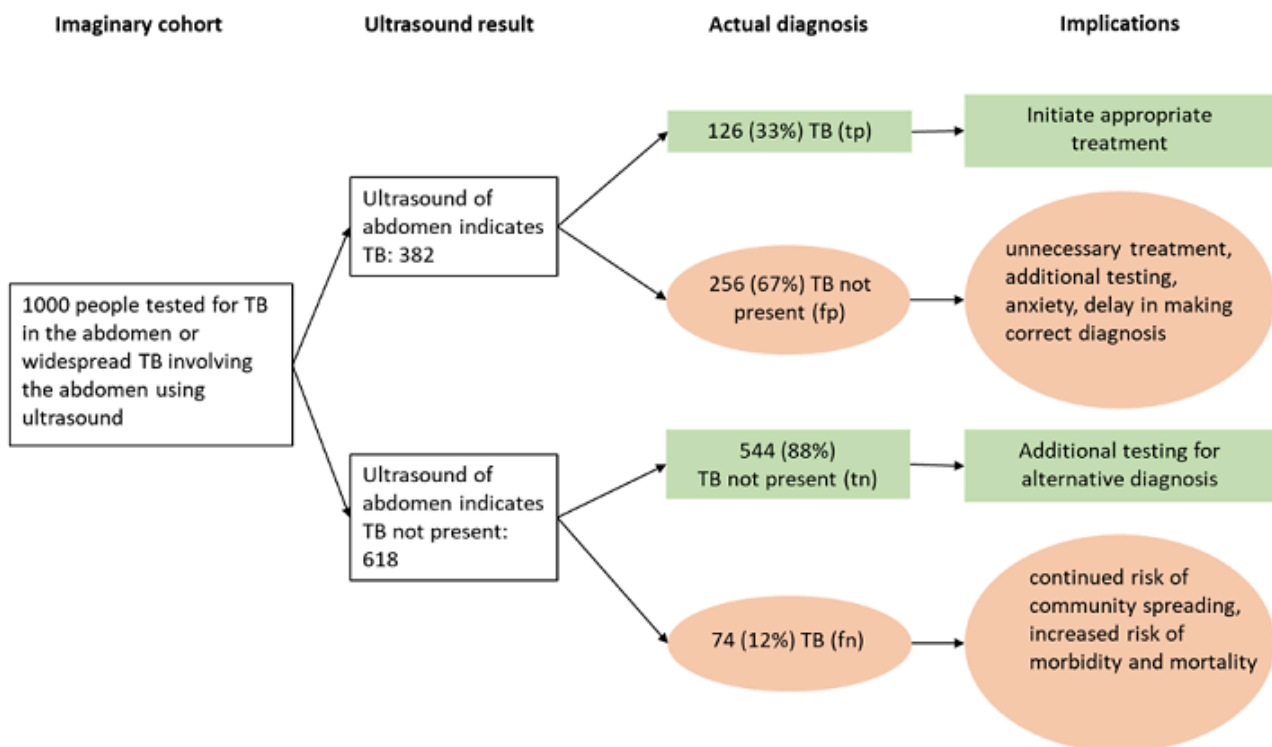 Imaginary cohort
Ultrasound result
Actual diagnosis
Implications
1000 people tested for TB
in the abdomen or
widespread TB involving
the abdomen using
ultrasound
Ultrasound of
abdomen indicates
TB: 382
Ultrasound of
abdomen indicates
TB not present:
618
126 (33%) TB (tp)
Initiate appropriate
treatment
256 (67%) TB not
present (fp)
unnecessary treatment,
additional testing,
anxiety, delay in making
correct diagnosis
544 (88%)
TB not present (tn)
Additional testing for
alternative diagnosis
74 (12%) TB (fn)
continued risk of
community spreading,
increased risk of
morbidity and mortality